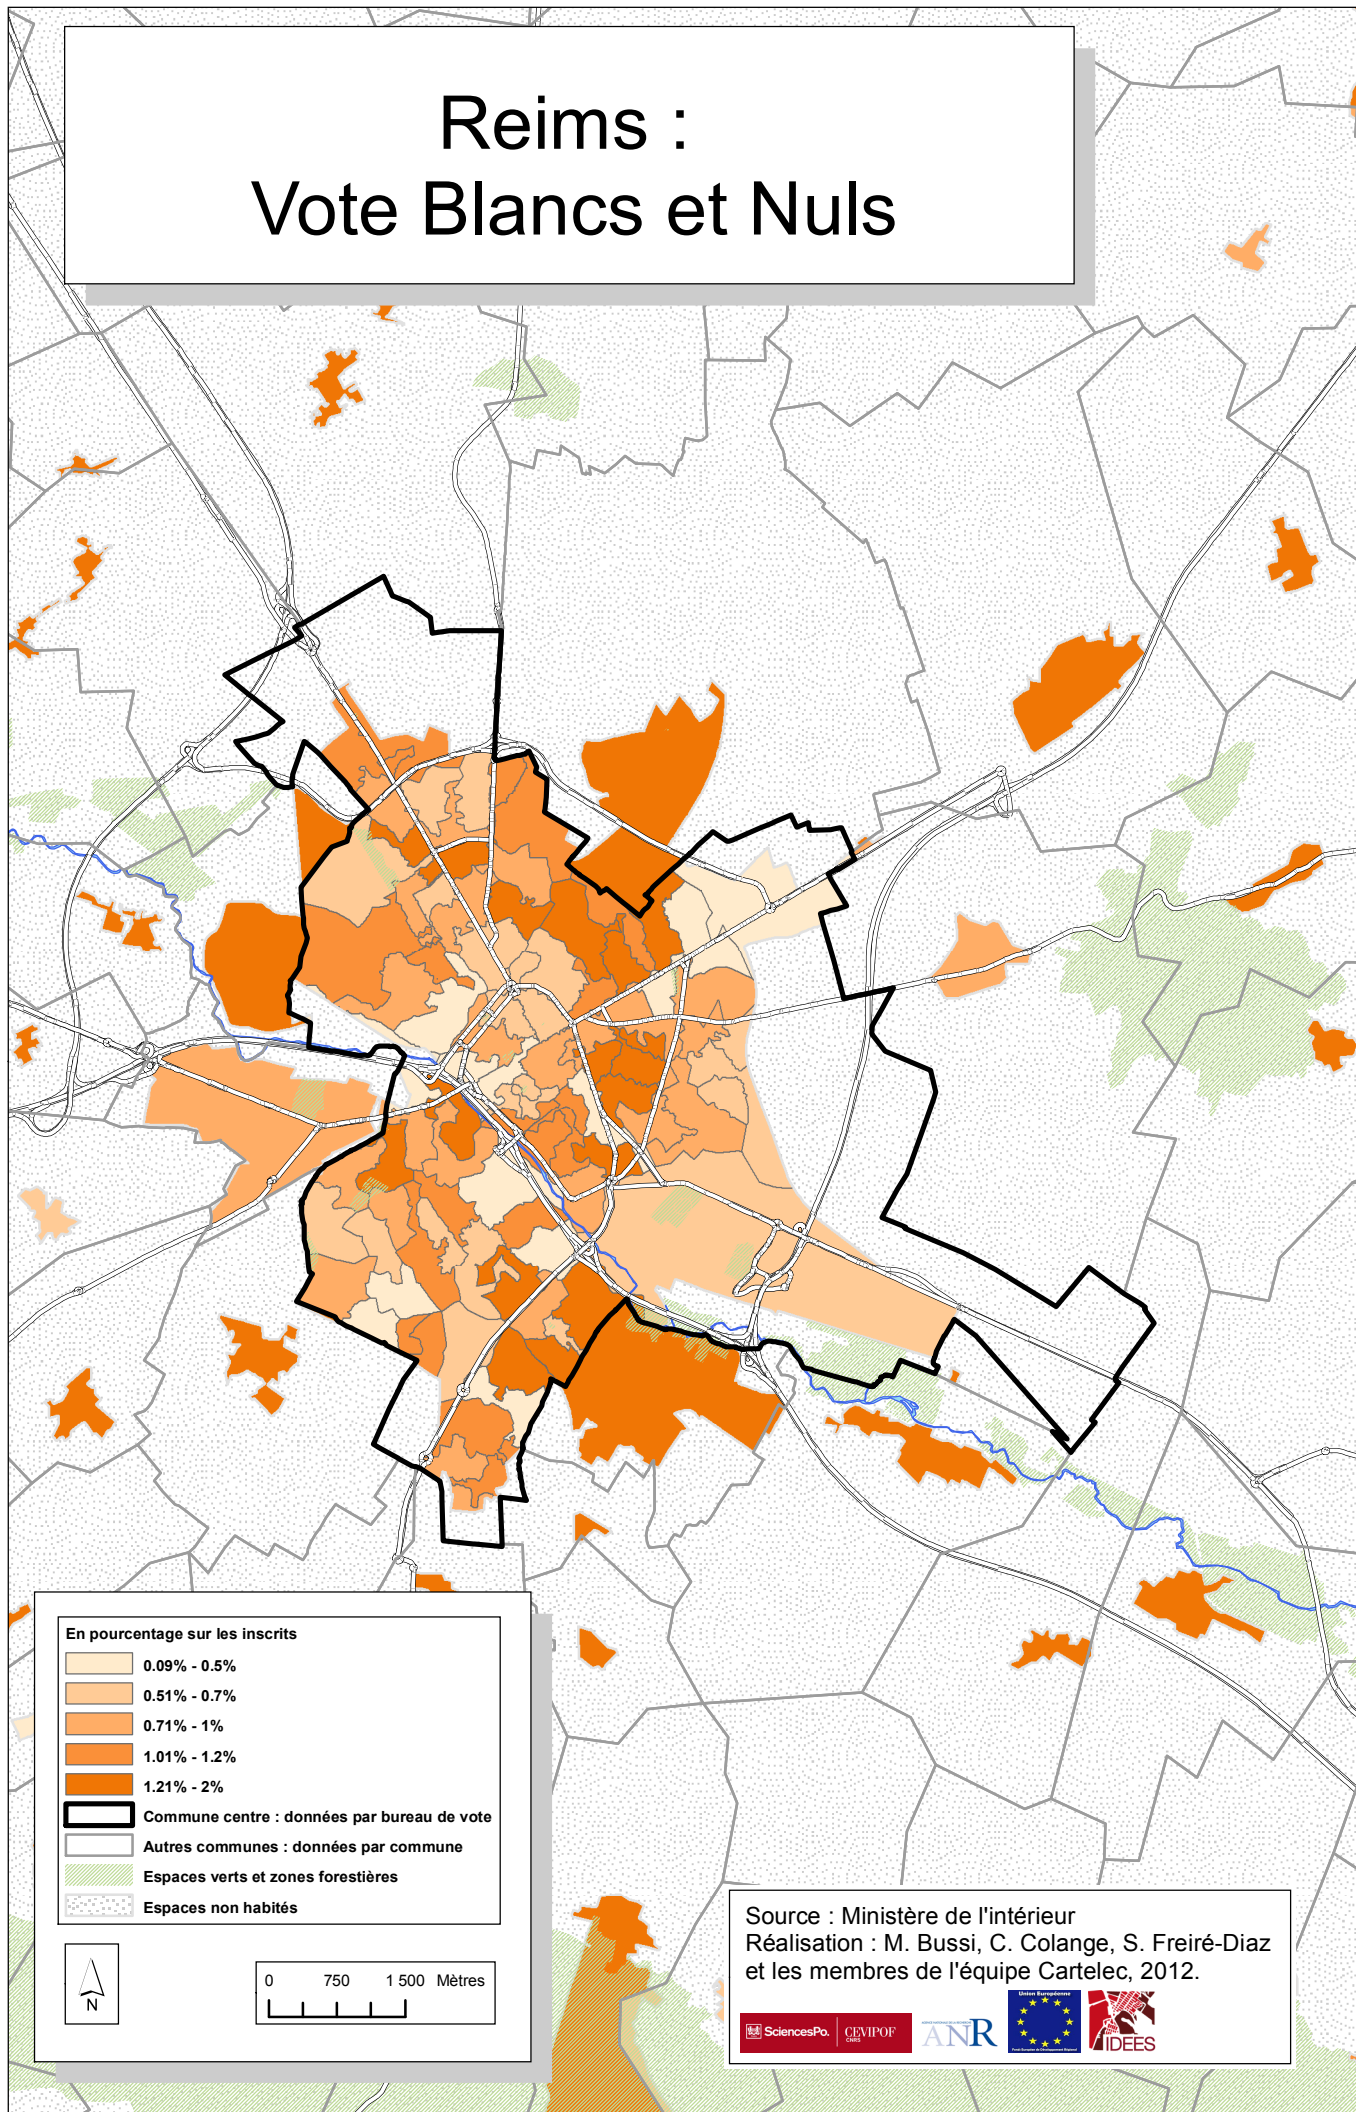 Reims :
Vote Blancs et Nuls
En pourcentage sur les inscrits
0.09% - 0.5%
0.51% - 0.7%
0.71% - 1%
1.01% - 1.2%
1.21% - 2%
Commune centre : données par bureau de vote
Autres communes : données par commune
Espaces verts et zones forestières
Espaces non habités
N
0 750 1 500 Mètres
Source : Ministère de l'intérieur
Réalisation : M. Bussi, C. Colange, S. Freiré-Diaz
et les membres de l'équipe Cartelec, 2012.
SciencesPo. CEVIPOF
CNRS
ANR
Union Européenne
IDEES